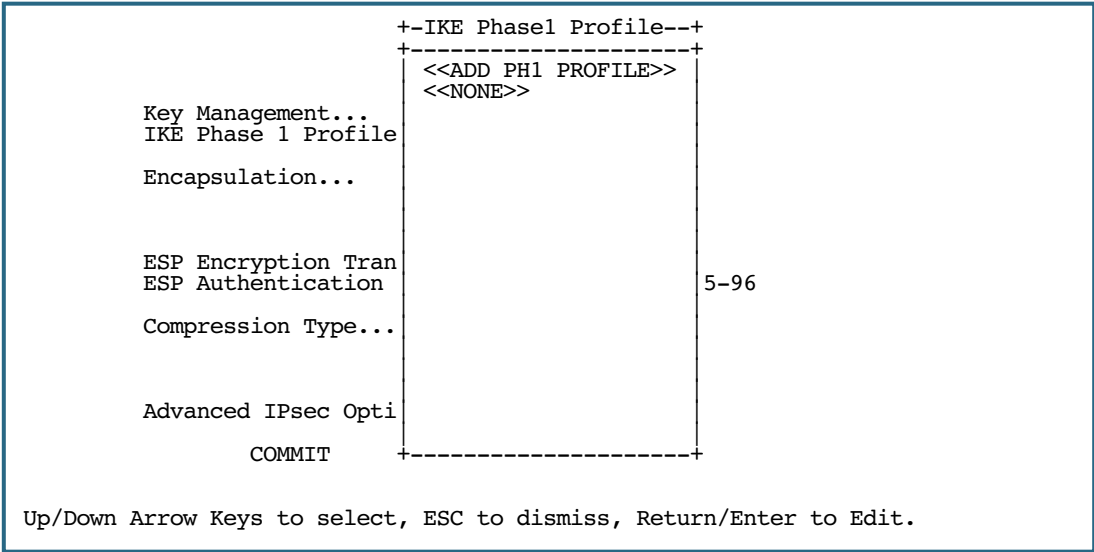 +-IKE Phase1 Profile--+
+---------------------+
<<ADD PH1 PROFILE>>
<<NONE>>
Key Management...
IKE Phase 1 Profile
Encapsulation...
ESP Encryption Tran
ESP Authentication 5-96
Compression Type...
Advanced IPsec Opti
COMMIT +---------------------+
Up/Down Arrow Keys to select, ESC to dismiss, Return/Enter to Edit.